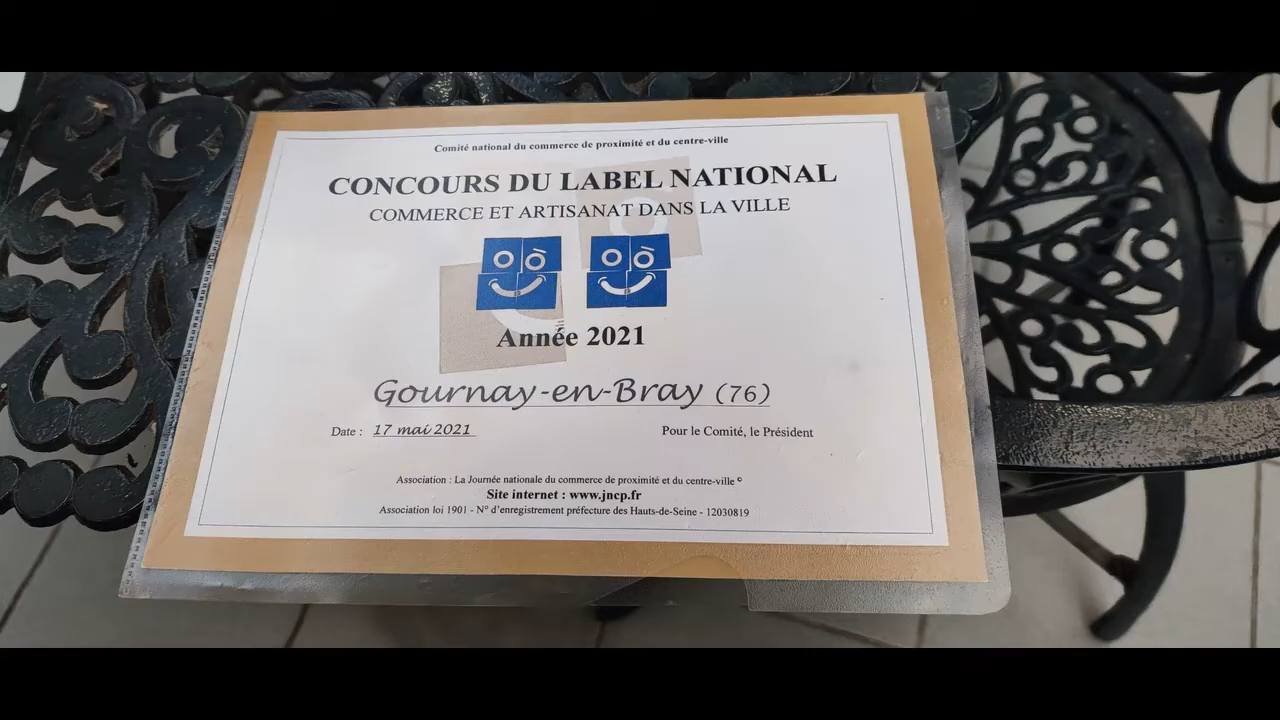 Comité national du commerce de proximité et du centre-ville
CONCOURS DU LABEL NATIONAL
COMMERCE ET ARTISANAT DANS LA VILLE
Année 2021
Gournay-en-Bray (76)
Date : 17 mai 2021
Pour le Comité, le Président
Association : La Journée nationale du commerce de proximité et du centre-ville ©
Site internet : www.jncp.fr
Association loi 1901 - N° d'enregistrement préfecture des Hauts-de-Seine - 12030819